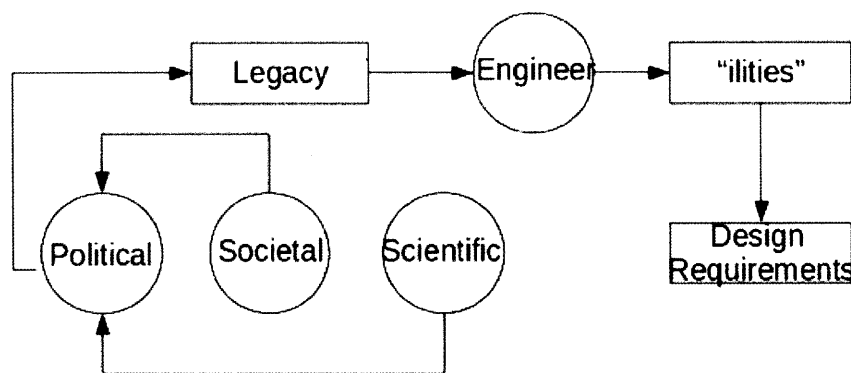 Legacy
Engineer
“ilities”
Political
Societal
Scientific
Design
Requirements